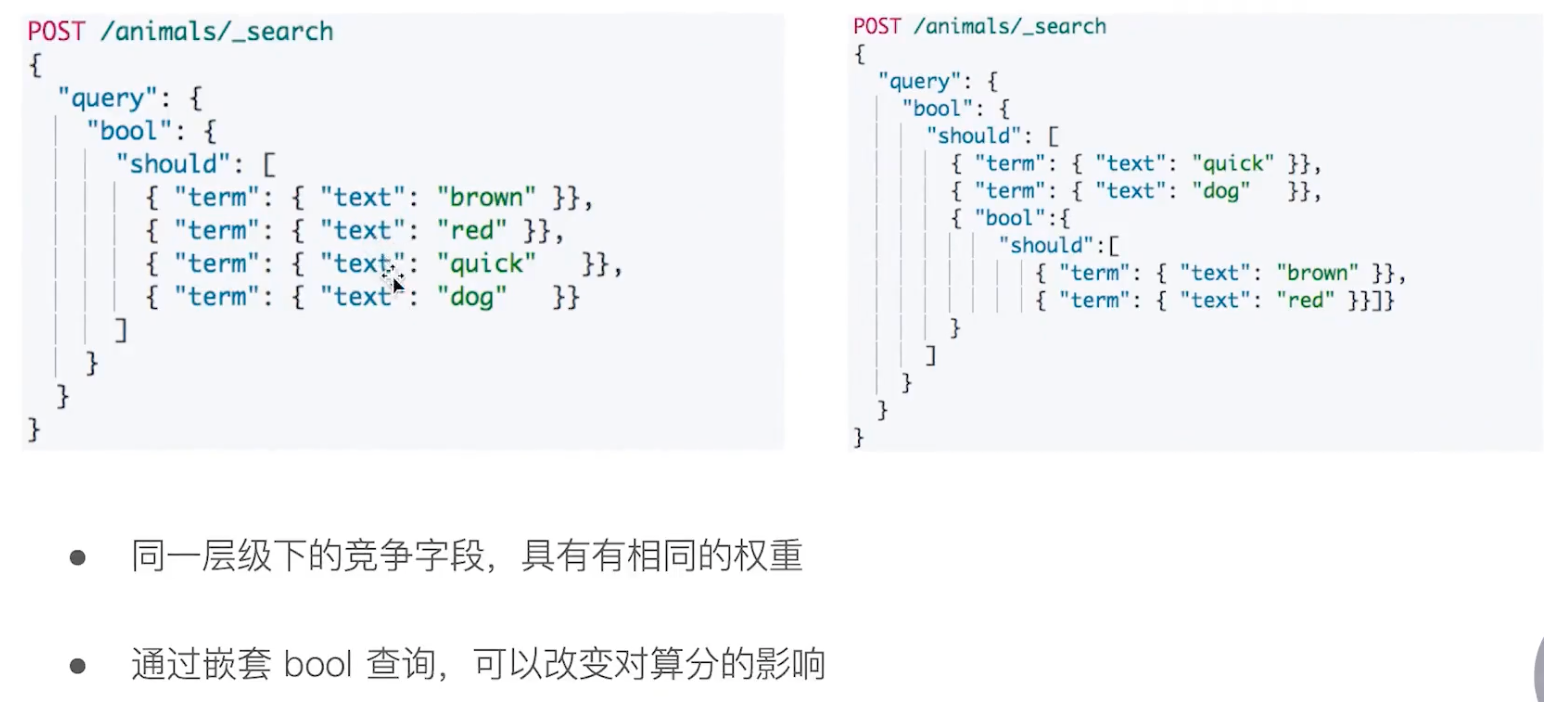 POST /animals/_search
{
  "query": {
    "bool": {
      "should": [
        { "term": { "text": "brown" }},
        { "term": { "text": "red" }},
        { "term": { "text": "quick"   }},
        { "term": { "text": "dog"   }}
      ]
    }
  }
}
POST /animals/_search
{
  "query": {
    "bool": {
      "should": [
        { "term": { "text": "quick" }},
        { "term": { "text": "dog"   }},
        { "bool":{
            "should":[
               { "term": { "text": "brown" }},
               { "term": { "text": "red" }}]}
        }
      ]
    }
  }
}
● 同一层级下的竞争字段，具有有相同的权重
● 通过嵌套 bool 查询，可以改变对算分的影响